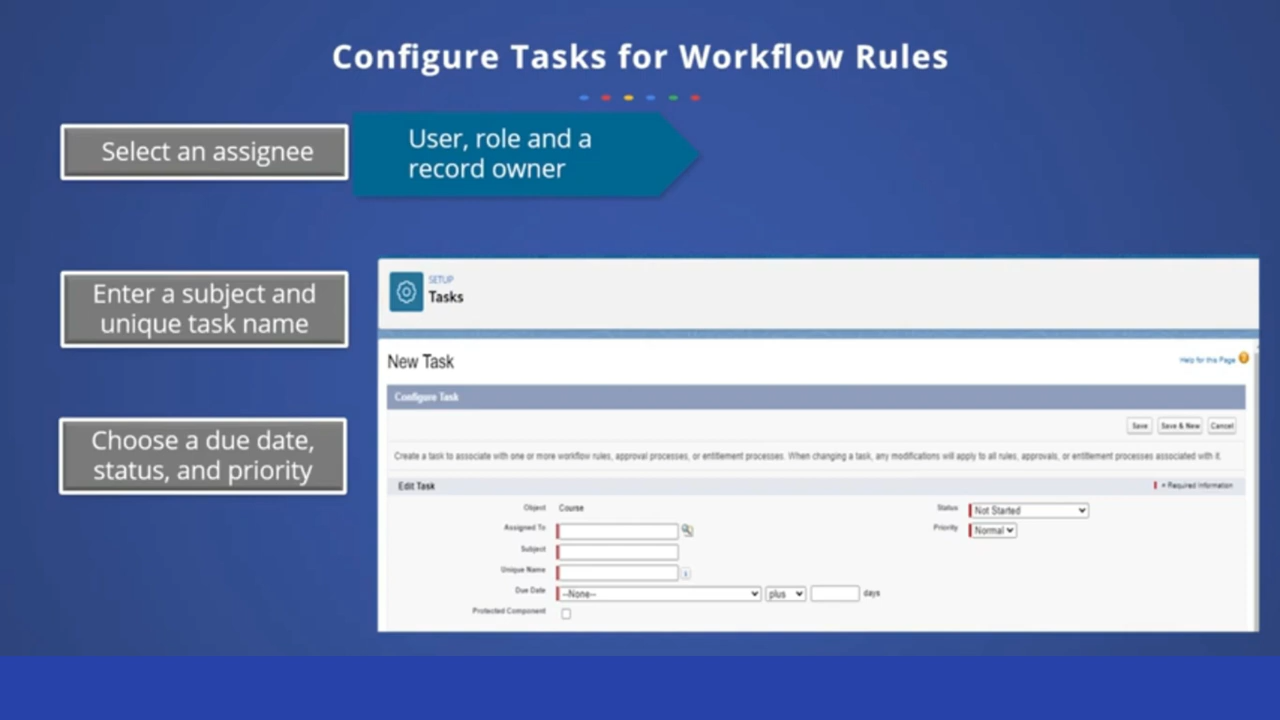 Configure Tasks for Workflow Rules
Select an assignee
User, role and a
record owner
Enter a subject and
unique task name
Choose a due date,
status, and priority
SETUP
Tasks
New Task
Help for this Page
Configure Task
Save
Save & New
Cancel
Create a task to associate with one or more workflow rules, approval processes, or entitlement processes. When changing a task, any modifications will apply to all rules, approvals, or entitlement processes associated with it.
Edit Task
= Required Information
Object Course
Status Not Started
Assigned To
Priority Normal
Subject
Unique Name
Due Date --None-- plus days
Protected Component